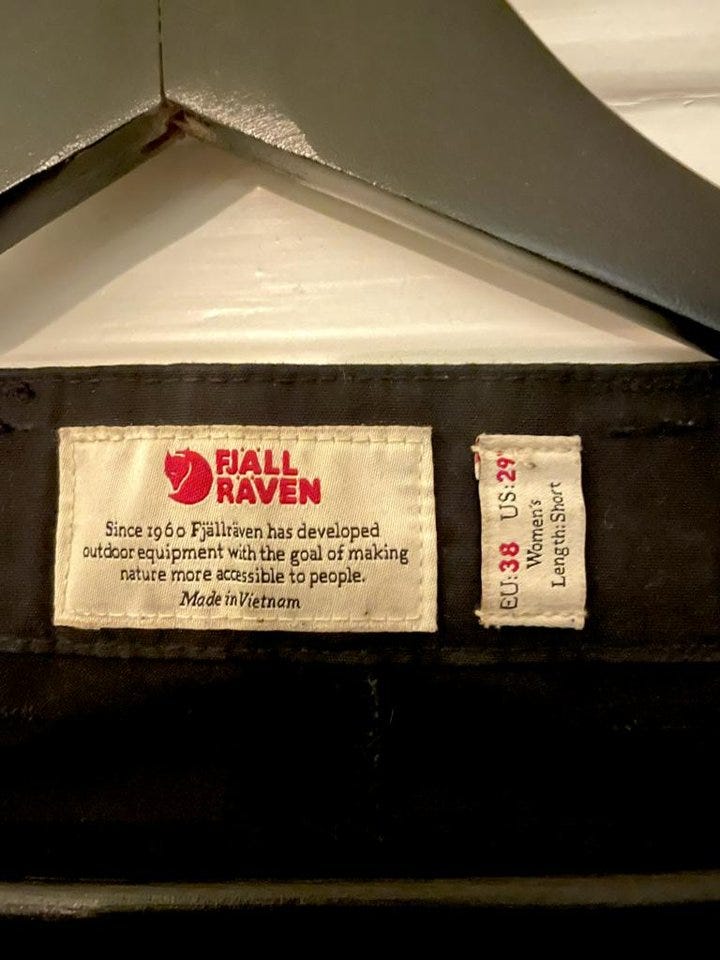 FJÄLL
RÄVEN
Since 1960 Fjällräven has developed
outdoor equipment with the goal of making
nature more accessible to people.
Made in Vietnam
EU:38 US:29"
Women's
Length:Short